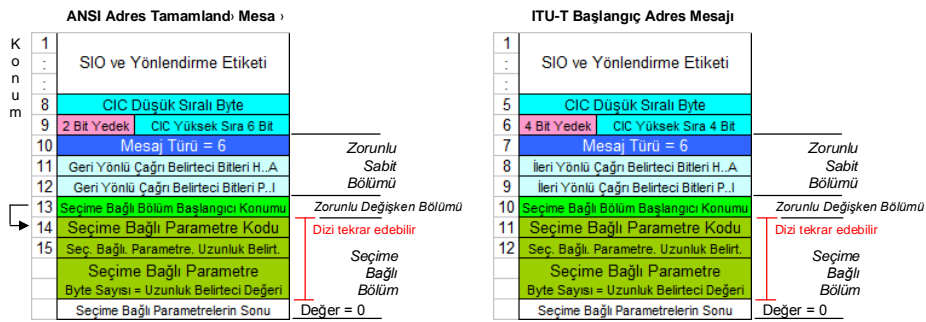 ANSI Adres Tamamland› Mesa ›
K
o
n
u
m
1
:
:
SIO ve Yönlendirme Etiketi
8 CIC Düşük Sıralı Byte
9 2 Bit Yedek CIC Yüksek Sıra 6 Bit
10 Mesaj Türü = 6
11 Geri Yönlü Çağrı Belirteci Bitleri H..A
12 Geri Yönlü Çağrı Belirteci Bitleri P..I
13 Seçime Bağlı Bölüm Başlangıcı Konumu
14 Seçime Bağlı Parametre Kodu
15 Seç. Bağlı. Parametre. Uzunluk Belirt.
Seçime Bağlı Parametre
Byte Sayısı = Uzunluk Belirteci Değeri
Seçime Bağlı Parametrelerin Sonu
Zorunlu
Sabit
Bölümü
Zorunlu Değişken Bölümü
Dizi tekrar edebilir
Seçime
Bağlı
Bölüm
Değer = 0
ITU-T Başlangıç Adres Mesajı
1
:
:
SIO ve Yönlendirme Etiketi
5 CIC Düşük Sıralı Byte
6 4 Bit Yedek CIC Yüksek Sıra 4 Bit
7 Mesaj Türü = 6
8 İleri Yönlü Çağrı Belirteci Bitleri H..A
9 İleri Yönlü Çağrı Belirteci Bitleri P..I
10 Seçime Bağlı Bölüm Başlangıcı Konumu
11 Seçime Bağlı Parametre Kodu
12 Seç. Bağlı. Parametre. Uzunluk Belirt.
Seçime Bağlı Parametre
Byte Sayısı = Uzunluk Belirteci Değeri
Seçime Bağlı Parametrelerin Sonu
Zorunlu
Sabit
Bölümü
Zorunlu Değişken Bölümü
Dizi tekrar edebilir
Seçime
Bağlı
Bölüm
Değer = 0